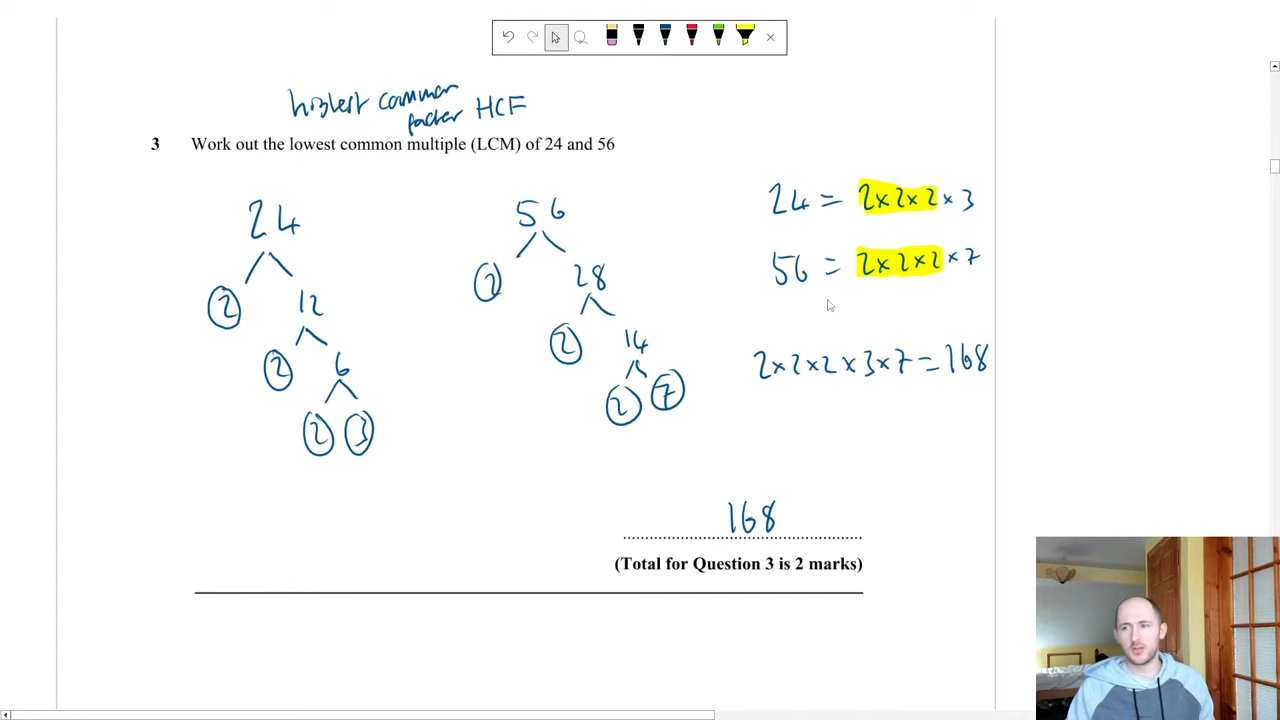 highest common
factor HCF
3 Work out the lowest common multiple (LCM) of 24 and 56
24
56
24 = 2×2×2×3
2
28
56 = 2×2×2×7
2
12
2
14
2×2×2×3×7=168
2
6
2
7
2
3
168
(Total for Question 3 is 2 marks)